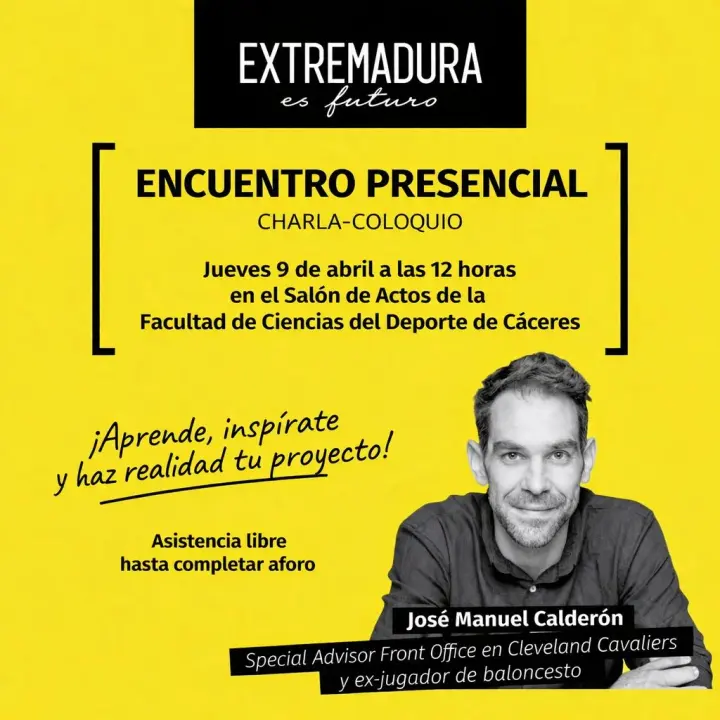 EXTREMADURA
es futuro
ENCUENTRO PRESENCIAL
CHARLA-COLOQUIO
Jueves 9 de abril a las 12 horas
en el Salón de Actos de la
Facultad de Ciencias del Deporte de Cáceres
¡Aprende, inspírate
y haz realidad tu proyecto!
Asistencia libre
hasta completar aforo
José Manuel Calderón
Special Advisor Front Office en Cleveland Cavaliers
y ex-jugador de baloncesto